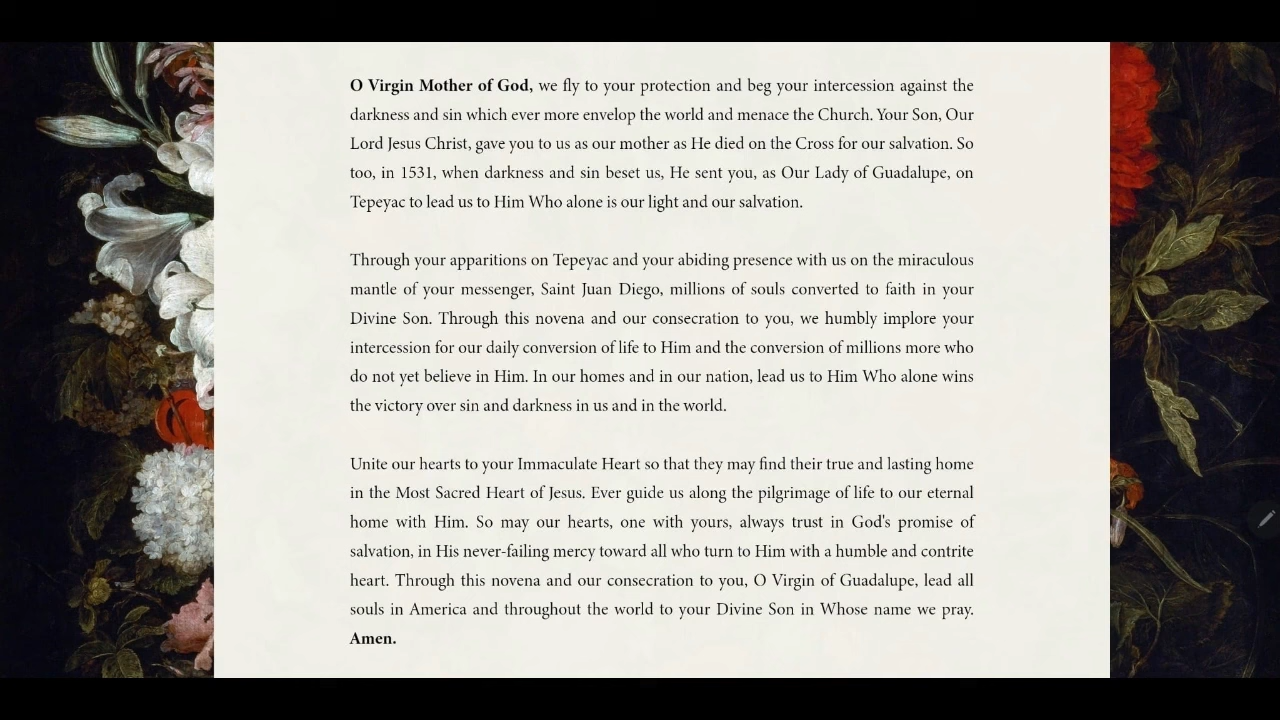 O Virgin Mother of God, we fly to your protection and beg your intercession against the
darkness and sin which ever more envelop the world and menace the Church. Your Son, Our
Lord Jesus Christ, gave you to us as our mother as He died on the Cross for our salvation. So
too, in 1531, when darkness and sin beset us, He sent you, as Our Lady of Guadalupe, on
Tepeyac to lead us to Him Who alone is our light and our salvation.
Through your apparitions on Tepeyac and your abiding presence with us on the miraculous
mantle of your messenger, Saint Juan Diego, millions of souls converted to faith in your
Divine Son. Through this novena and our consecration to you, we humbly implore your
intercession for our daily conversion of life to Him and the conversion of millions more who
do not yet believe in Him. In our homes and in our nation, lead us to Him Who alone wins
the victory over sin and darkness in us and in the world.
Unite our hearts to your Immaculate Heart so that they may find their true and lasting home
in the Most Sacred Heart of Jesus. Ever guide us along the pilgrimage of life to our eternal
home with Him. So may our hearts, one with yours, always trust in God's promise of
salvation, in His never-failing mercy toward all who turn to Him with a humble and contrite
heart. Through this novena and our consecration to you, O Virgin of Guadalupe, lead all
souls in America and throughout the world to your Divine Son in Whose name we pray.
Amen.